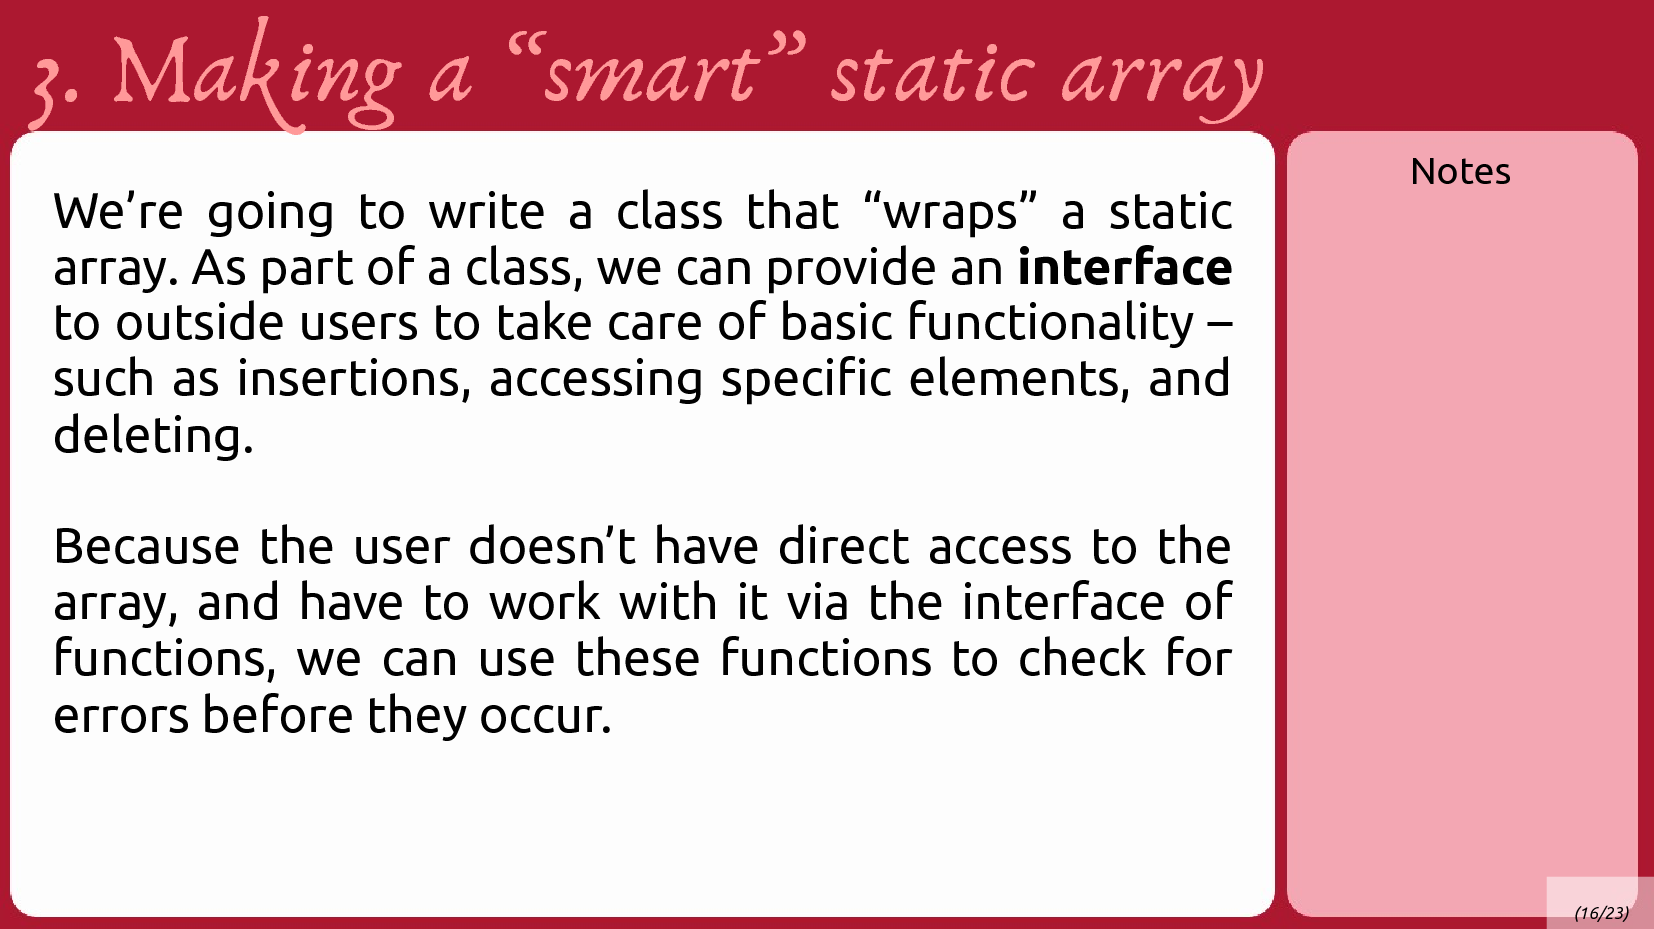 3. Making a “smart” static array
We’re going to write a class that “wraps” a static
array. As part of a class, we can provide an interface
to outside users to take care of basic functionality –
such as insertions, accessing specific elements, and
deleting.
Because the user doesn’t have direct access to the
array, and have to work with it via the interface of
functions, we can use these functions to check for
errors before they occur.
Notes
(16/23)